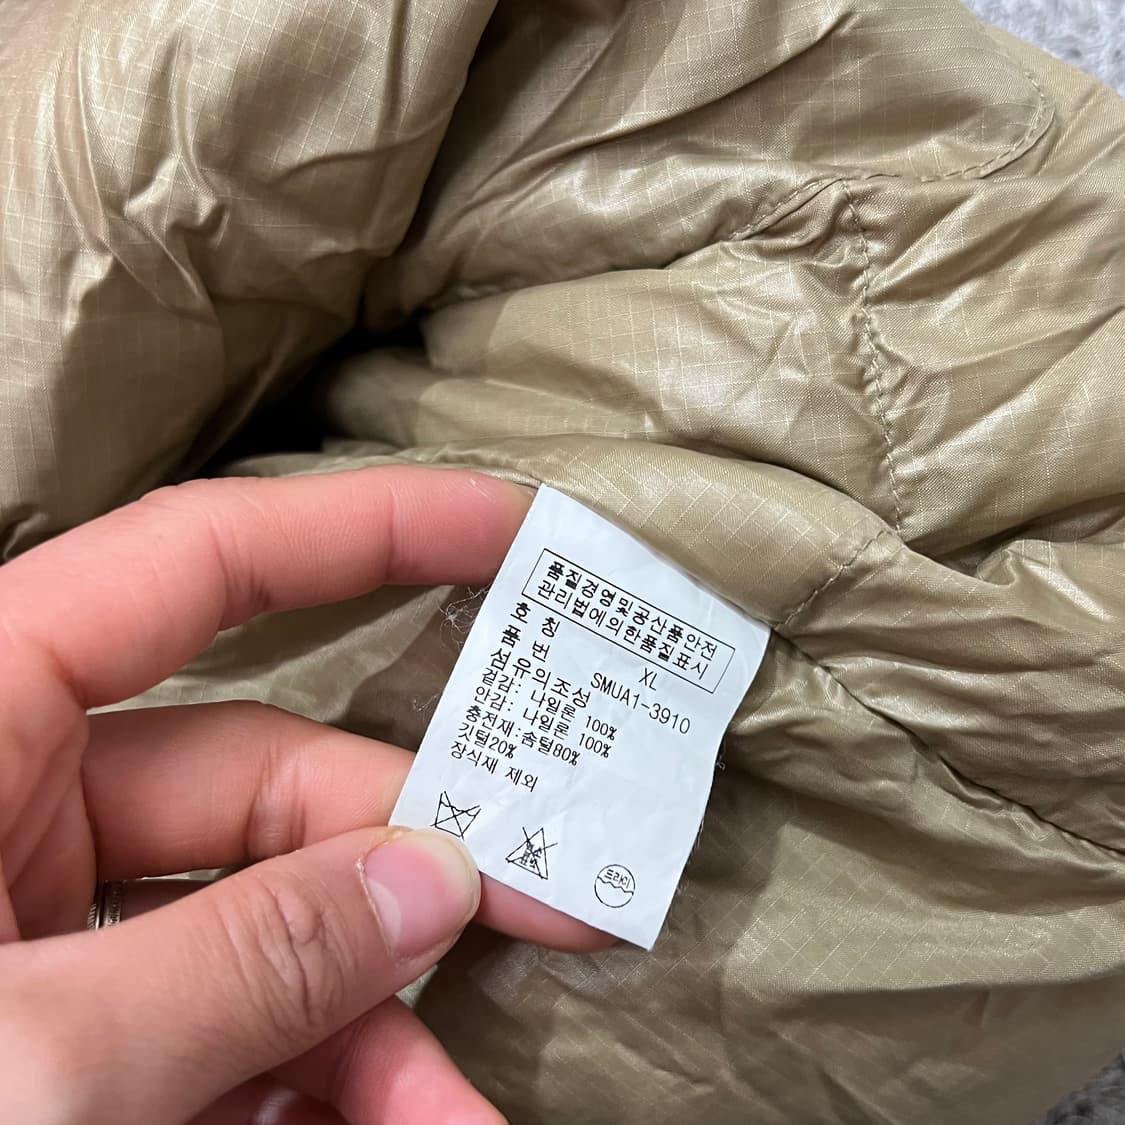 품질경영및공산품안전
관리법에의한품질표시
호 칭 XL
품 번 SMUA1-3910
섬유의조성
겉감: 나일론 100%
안감: 나일론 100%
충전재:솜털80%
깃털20%
장식재 제외
드라이